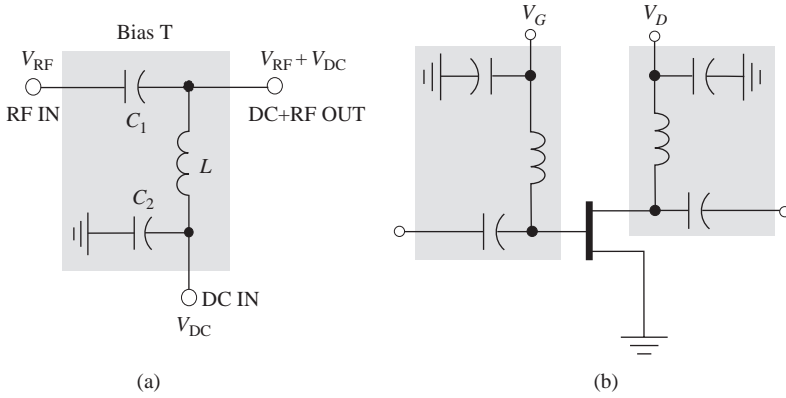 Bias T
V_RF
V_RF + V_DC
RF IN
C_1
DC+RF OUT
L
C_2
DC IN
V_DC
(a)
V_G
V_D
(b)